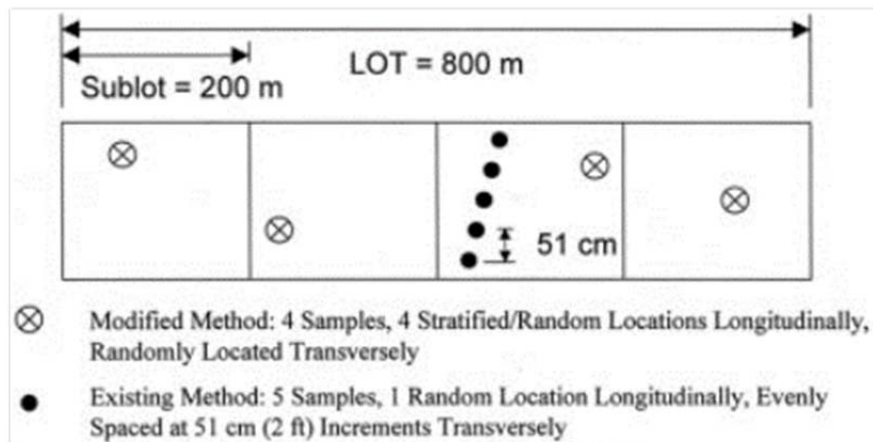 LOT = 800 m
Sublot = 200 m
51 cm
Modified Method: 4 Samples, 4 Stratified/Random Locations Longitudinally,
Randomly Located Transversely
Existing Method: 5 Samples, 1 Random Location Longitudinally, Evenly
Spaced at 51 cm (2 ft) Increments Transversely